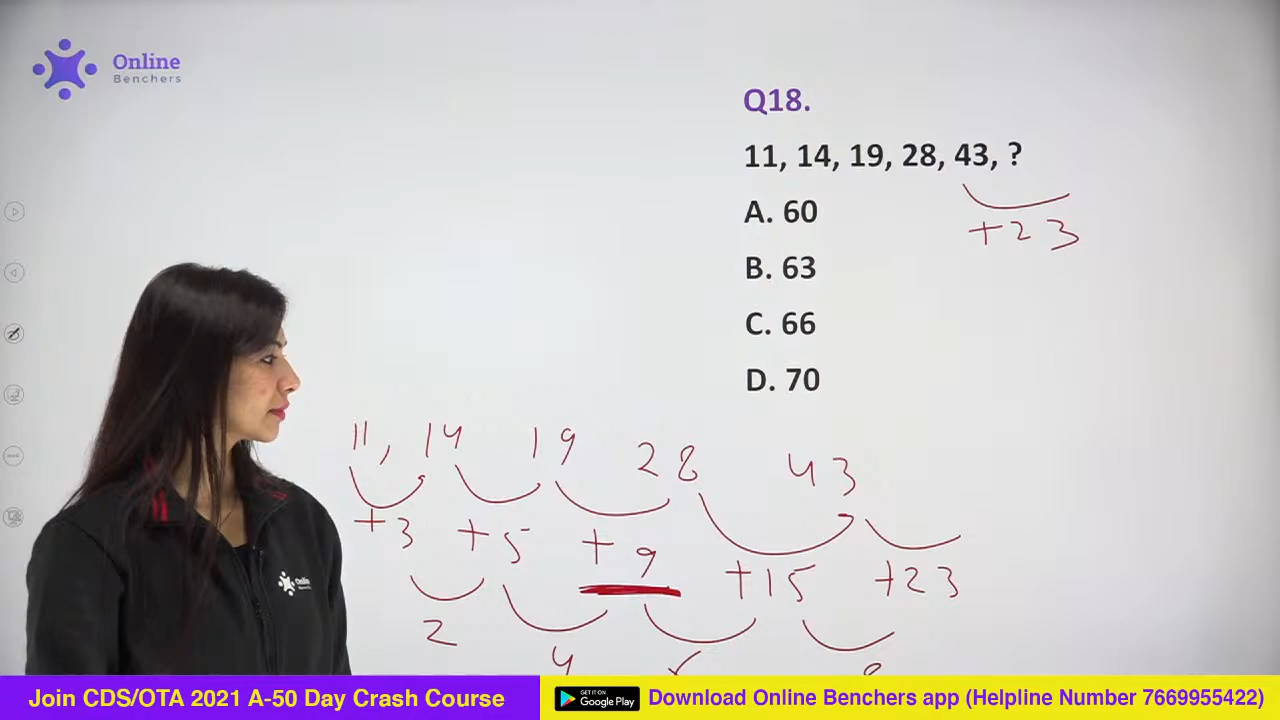 Online
Benchers
Q18.
11, 14, 19, 28, 43, ?
+23
A. 60
B. 63
C. 66
D. 70
11, 14 19 28 43
+3 +5 +9 +15 +23
2
4
Join CDS/OTA 2021 A-50 Day Crash Course
GET IT ON
Google Play
Download Online Benchers app (Helpline Number 7669955422)